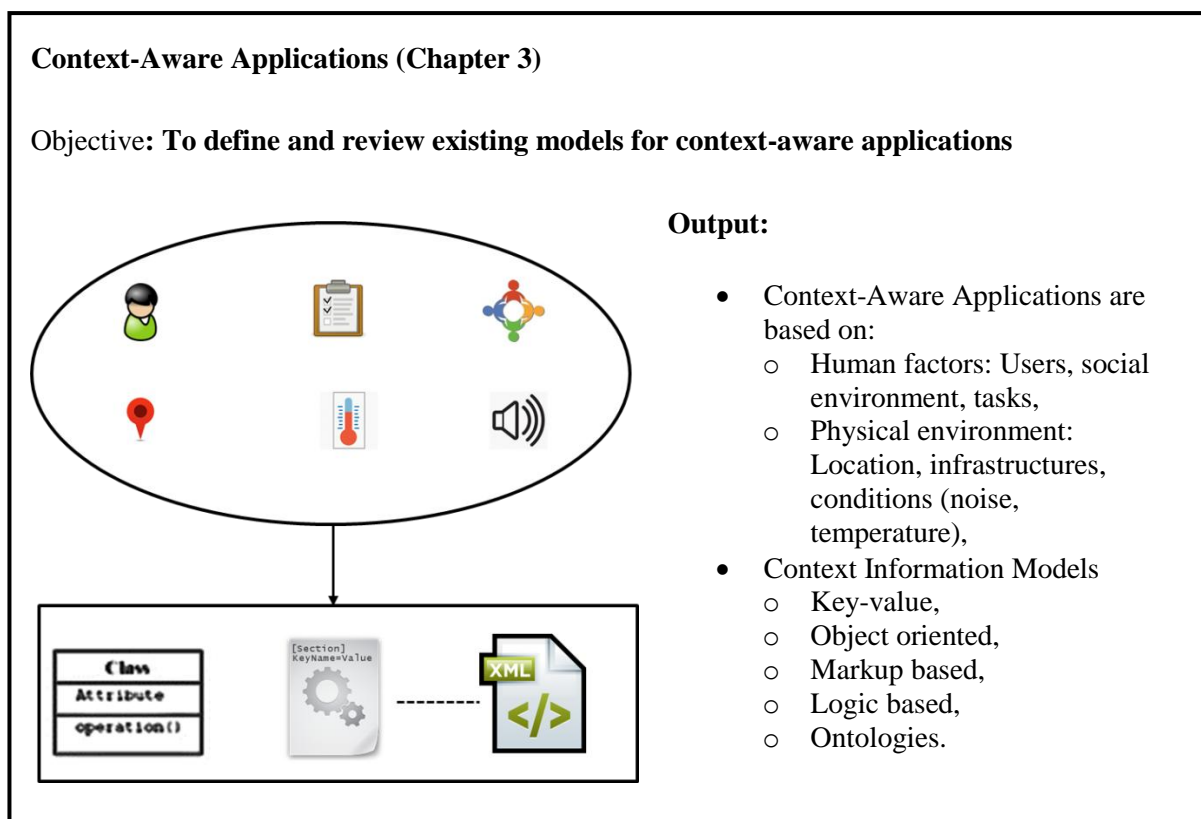 Context-Aware Applications (Chapter 3)
Objective: To define and review existing models for context-aware applications
Output:
• Context-Aware Applications are
based on:
o Human factors: Users, social
environment, tasks,
o Physical environment:
Location, infrastructures,
conditions (noise,
temperature),
• Context Information Models
o Key-value,
o Object oriented,
o Markup based,
o Logic based,
o Ontologies.
Class
Attribute
operation()
[Section]
KeyName=Value
XML
</>